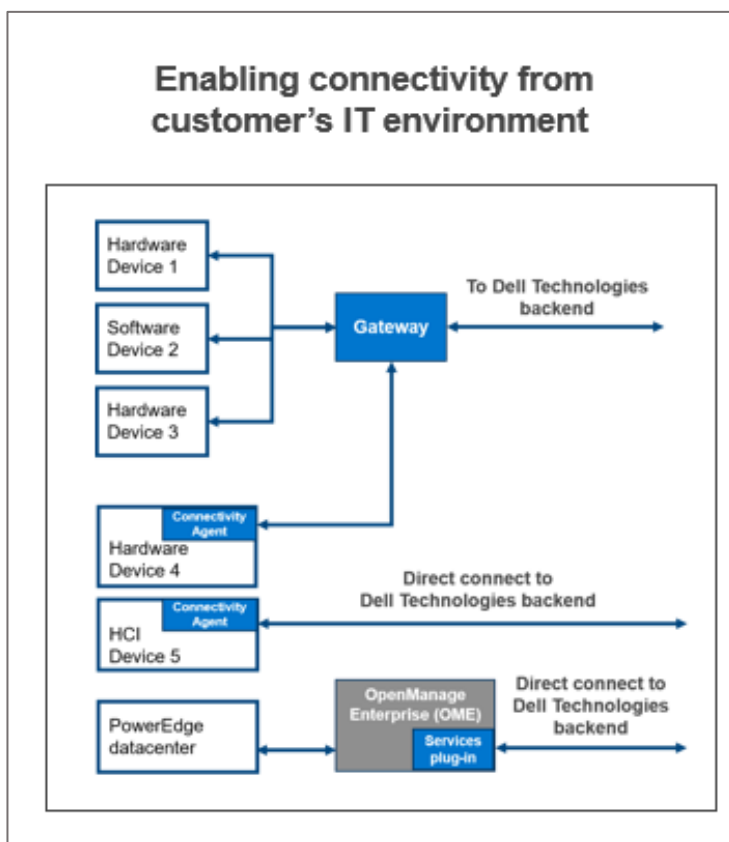 Enabling connectivity from
customer's IT environment
Hardware
Device 1
Software
Device 2
Hardware
Device 3
Gateway
To Dell Technologies
backend
Connectivity
Agent
Hardware
Device 4
Connectivity
Agent
HCI
Device 5
Direct connect to
Dell Technologies backend
PowerEdge
datacenter
OpenManage
Enterprise (OME)
Services
plug-in
Direct connect to
Dell Technologies
backend